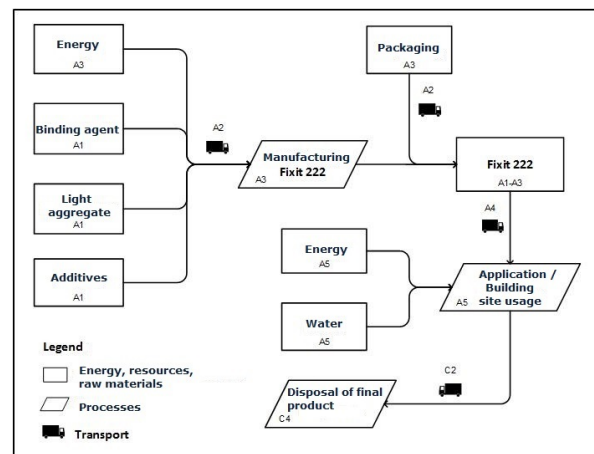 Energy
A3
Packaging
A3
A2
Binding agent
A1
A2
Manufacturing
Fixit 222
A3
Fixit 222
A1-A3
Light
aggregate
A1
A4
Energy
A5
Additives
A1
Application /
Building
site usage
A5
Water
A5
Legend
Energy, resources,
raw materials
Processes
Transport
C2
Disposal of final
product
C4